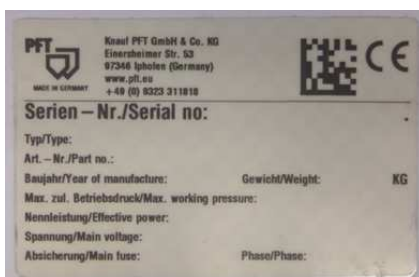 PFT
MADE IN GERMANY
Knauf PFT GmbH & Co. KG
Einersheimer Str. 53
97346 Iphofen (Germany)
www.pft.eu
+49 (0) 9323 311818
CE
Serien – Nr./Serial no:
Typ/Type:
Art. – Nr./Part no.:
Baujahr/Year of manufacture: Gewicht/Weight: KG
Max. zul. Betriebsdruck/Max. working pressure:
Nennleistung/Effective power:
Spannung/Main voltage:
Absicherung/Main fuse: Phase/Phase: